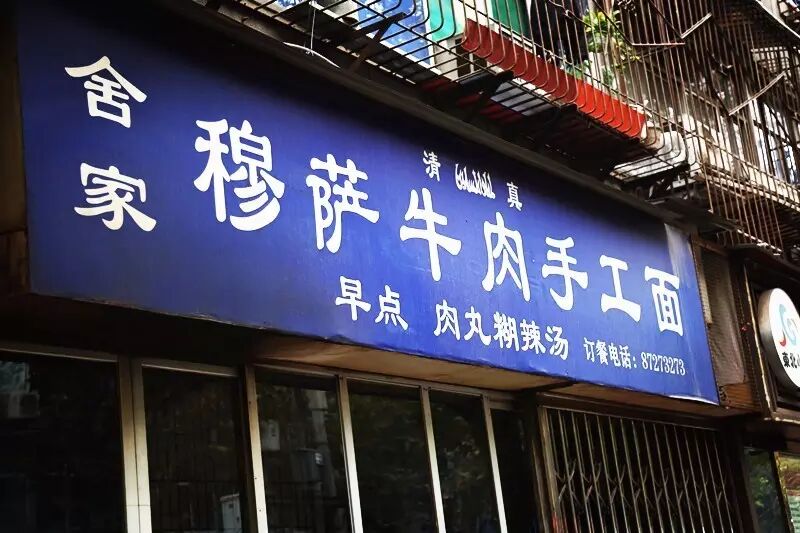 舍家
清 真
穆萨牛肉手工面
早点 肉丸糊辣汤 订餐电话：87273273